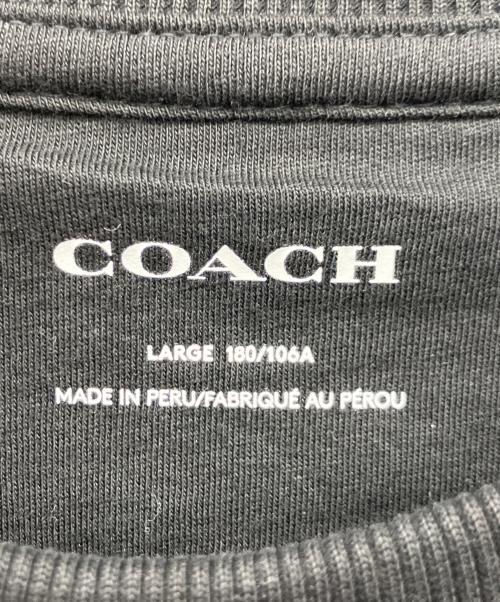 COACH
LARGE 180/106A
MADE IN PERU/FABRIQUÉ AU PÉROU